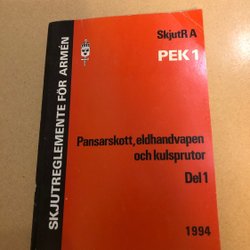 SKJUTREGLEMENTE FÖR ARMÉN
SkjutR A
PEK 1
Pansarskott, eldhandvapen
och kulsprutor
Del 1
1994